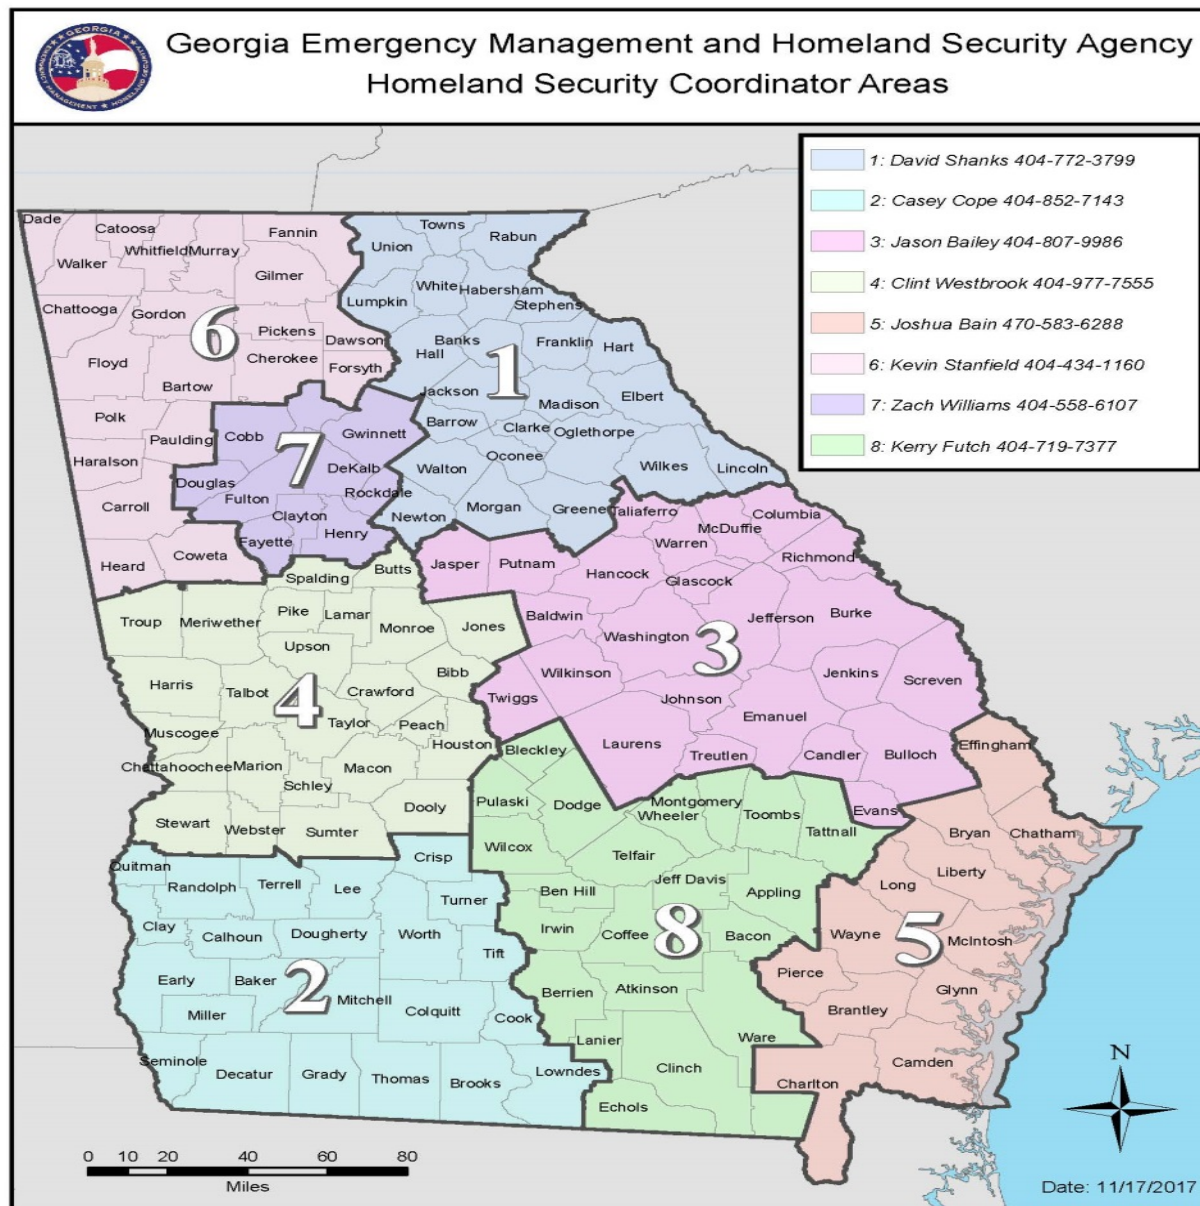 Georgia Emergency Management and Homeland Security Agency
Homeland Security Coordinator Areas
1: David Shanks 404-772-3799
2: Casey Cope 404-852-7143
3: Jason Bailey 404-807-9986
4: Clint Westbrook 404-977-7555
5: Joshua Bain 470-583-6288
6: Kevin Stanfield 404-434-1160
7: Zach Williams 404-558-6107
8: Kerry Futch 404-719-7377
Dade
Catoosa
Fannin
Whitfield
Murray
Walker
Gilmer
Chattooga
Gordon
6
Pickens
Dawson
Floyd
Cherokee
Forsyth
Bartow
Polk
Paulding
Haralson
Carroll
Coweta
Heard
Towns
Rabun
Union
White
Habersham
Lumpkin
Stephens
Banks
Franklin
Hart
Hall
1
Jackson
Madison
Elbert
Barrow
Clarke
Oglethorpe
Oconee
Walton
Wilkes
Lincoln
Morgan
Greene
Newton
Cobb
Gwinnett
7
DeKalb
Douglas
Fulton
Rockdale
Clayton
Henry
Fayette
Taliaferro
Columbia
McDuffie
Warren
Richmond
Jasper
Putnam
Hancock
Glascock
Baldwin
Jefferson
Burke
Washington
3
Wilkinson
Jenkins
Screven
Twiggs
Johnson
Emanuel
Laurens
Treutlen
Candler
Bulloch
Evans
Spalding
Butts
Troup
Meriwether
Pike
Lamar
Monroe
Jones
Upson
Bibb
Harris
Talbot
4
Crawford
Taylor
Peach
Muscogee
Houston
Chattahoochee
Marion
Macon
Schley
Dooly
Stewart
Webster
Sumter
Quitman
Crisp
Randolph
Terrell
Lee
Turner
Clay
Calhoun
Dougherty
Worth
Tift
Early
Baker
2
Mitchell
Miller
Colquitt
Cook
Seminole
Decatur
Grady
Thomas
Brooks
Lowndes
Bleckley
Pulaski
Dodge
Montgomery
Wheeler
Toombs
Tattnall
Wilcox
Telfair
Ben Hill
Jeff Davis
Appling
Irwin
Coffee
8
Bacon
Berrien
Atkinson
Lanier
Ware
Clinch
Echols
Effingham
Bryan
Chatham
Liberty
Long
Wayne
5
McIntosh
Pierce
Glynn
Brantley
Camden
Charlton
N
0 10 20 40 60 80
Miles
Date: 11/17/2017